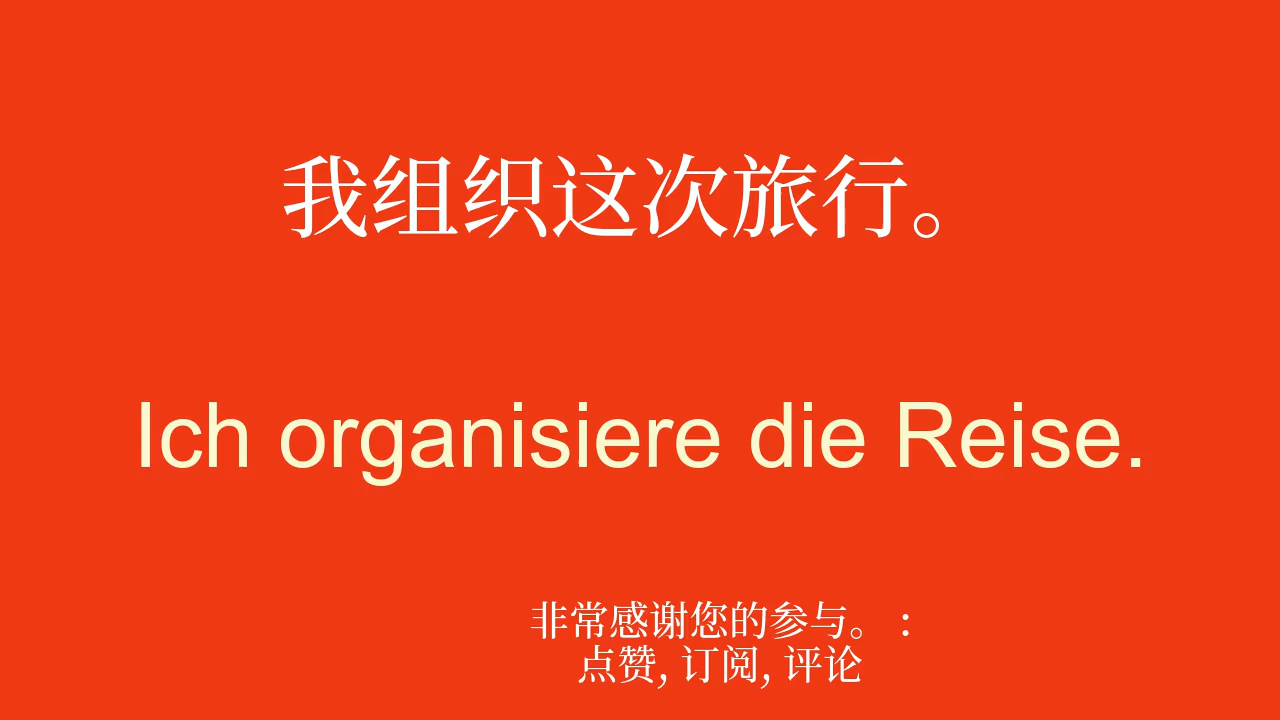 我组织这次旅行。
Ich organisiere die Reise.
非常感谢您的参与。 :
点赞, 订阅, 评论